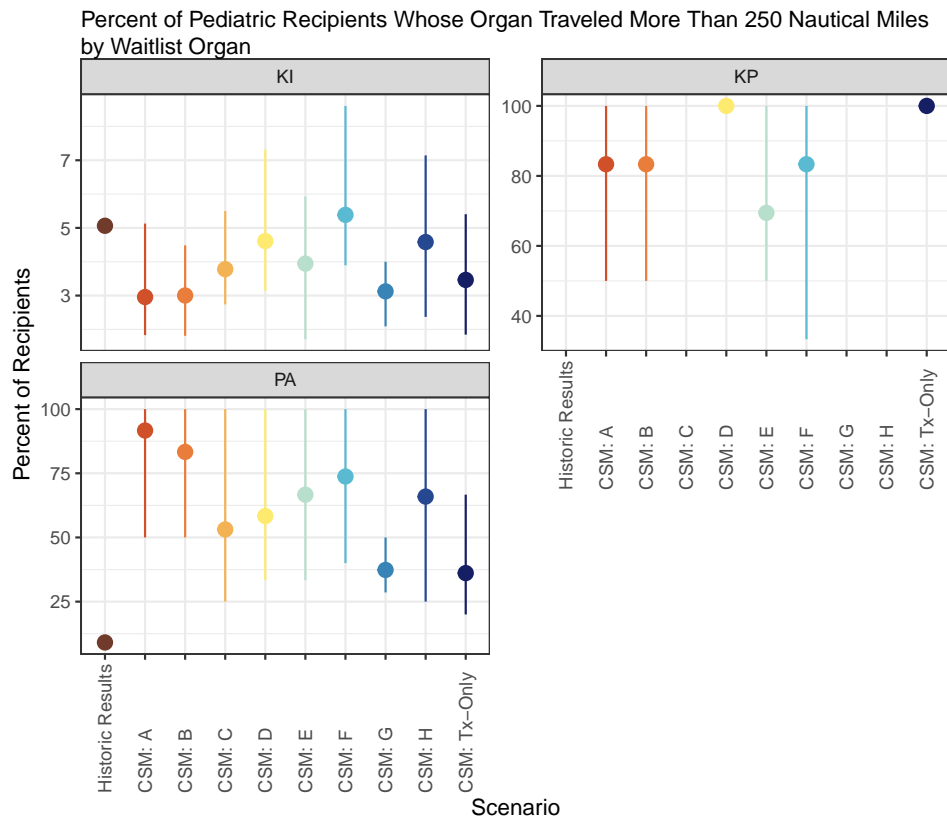 Percent of Pediatric Recipients Whose Organ Traveled More Than 250 Nautical Miles
by Waitlist Organ
KI
KP
7
5
3
100
80
60
40
PA
100
75
50
25
Percent of Recipients
Historic Results
CSM: A
CSM: B
CSM: C
CSM: D
CSM: E
CSM: F
CSM: G
CSM: H
CSM: Tx−Only
Historic Results
CSM: A
CSM: B
CSM: C
CSM: D
CSM: E
CSM: F
CSM: G
CSM: H
CSM: Tx−Only
Scenario